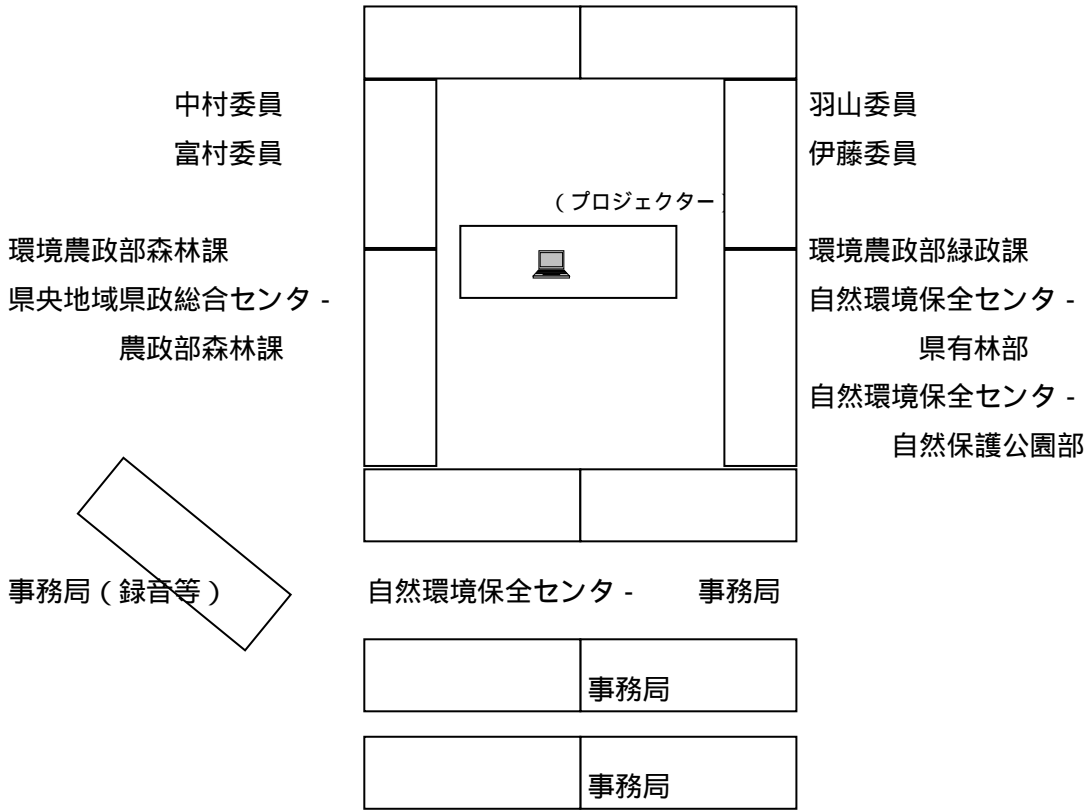 中村委員
羽山委員
富村委員
伊藤委員
(プロジェクター)
環境農政部森林課
環境農政部緑政課
県央地域県政総合センタ-
自然環境保全センタ-
農政部森林課
県有林部
自然環境保全センタ-
自然保護公園部
事務局(録音等)
自然環境保全センタ-
事務局
事務局
事務局